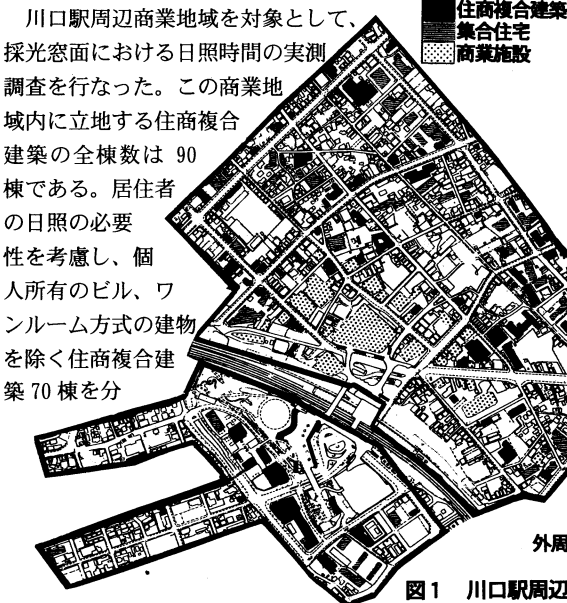 川口駅周辺商業地域を対象として、
採光窓面における日照時間の実測
調査を行なった。この商業地
域内に立地する住商複合
建築の全棟数は 90
棟である。居住者
の日照の必要
性を考慮し、個
人所有のビル、ワ
ンルーム方式の建物
を除く住商複合建
築 70 棟を分
住商複合建築
集合住宅
商業施設
外周
図1 川口駅周辺